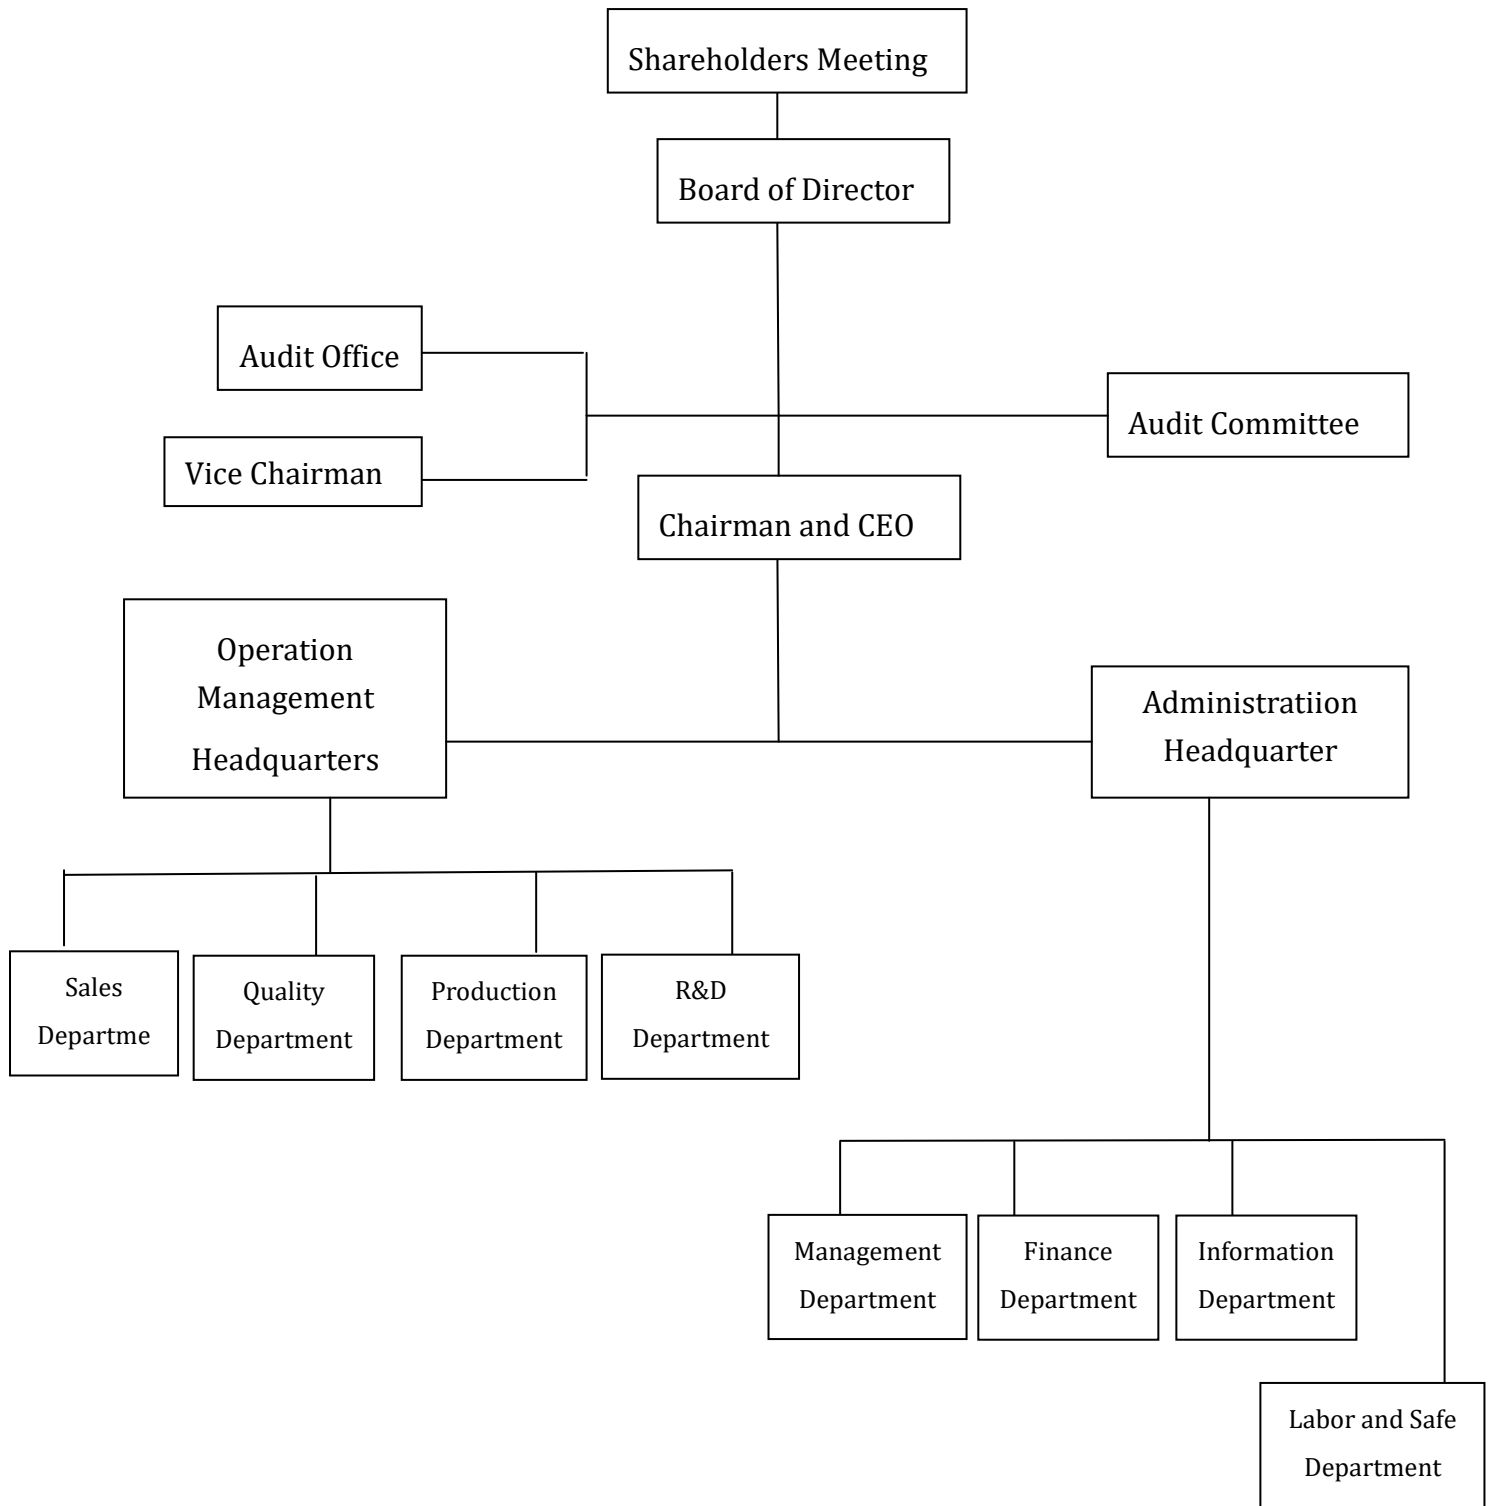 Shareholders Meeting
Board of Director
Audit Office
Audit Committee
Vice Chairman
Chairman and CEO
Operation
Management
Headquarters
Administratiion
Headquarter
Sales
Departme
Quality
Department
Production
Department
R&D
Department
Management
Department
Finance
Department
Information
Department
Labor and Safe
Department